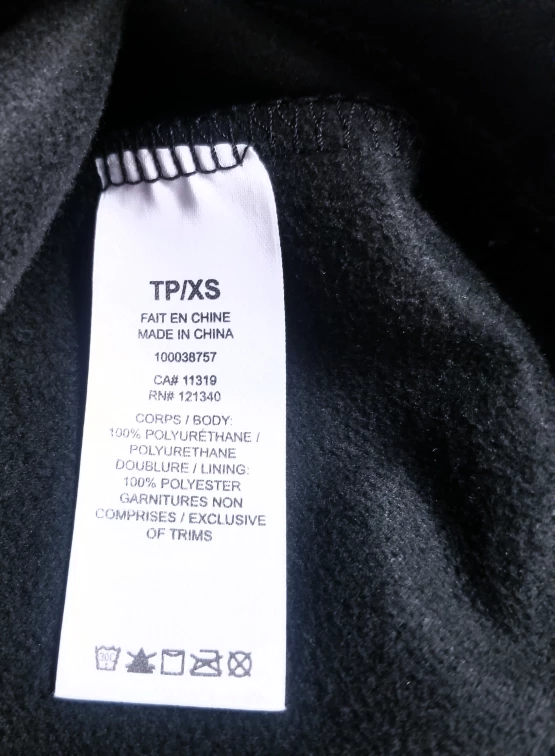 TP/XS
FAIT EN CHINE
MADE IN CHINA
100038757
CA# 11319
RN# 121340
CORPS / BODY:
100% POLYURÉTHANE /
POLYURETHANE
DOUBLURE / LINING:
100% POLYESTER
GARNITURES NON
COMPRISES / EXCLUSIVE
OF TRIMS